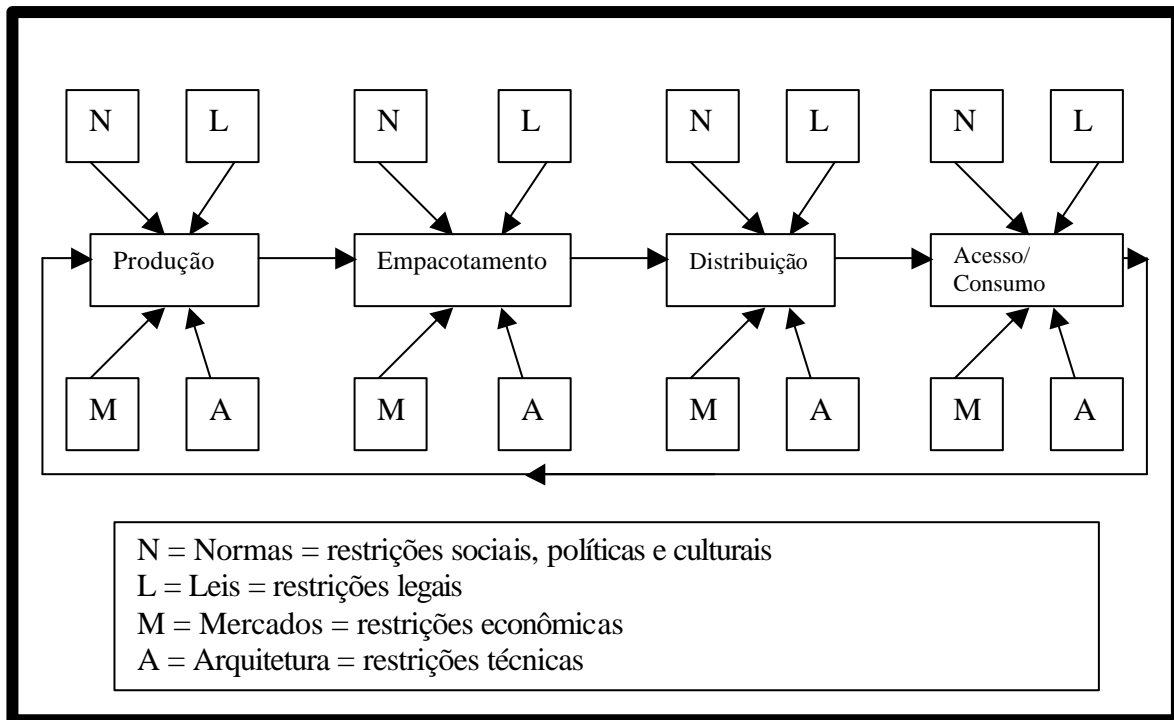 N L N L N L N L
Produção Empacotamento Distribuição Acesso/
Consumo
M A M A M A M A
N = Normas = restrições sociais, políticas e culturais
L = Leis = restrições legais
M = Mercados = restrições econômicas
A = Arquitetura = restrições técnicas